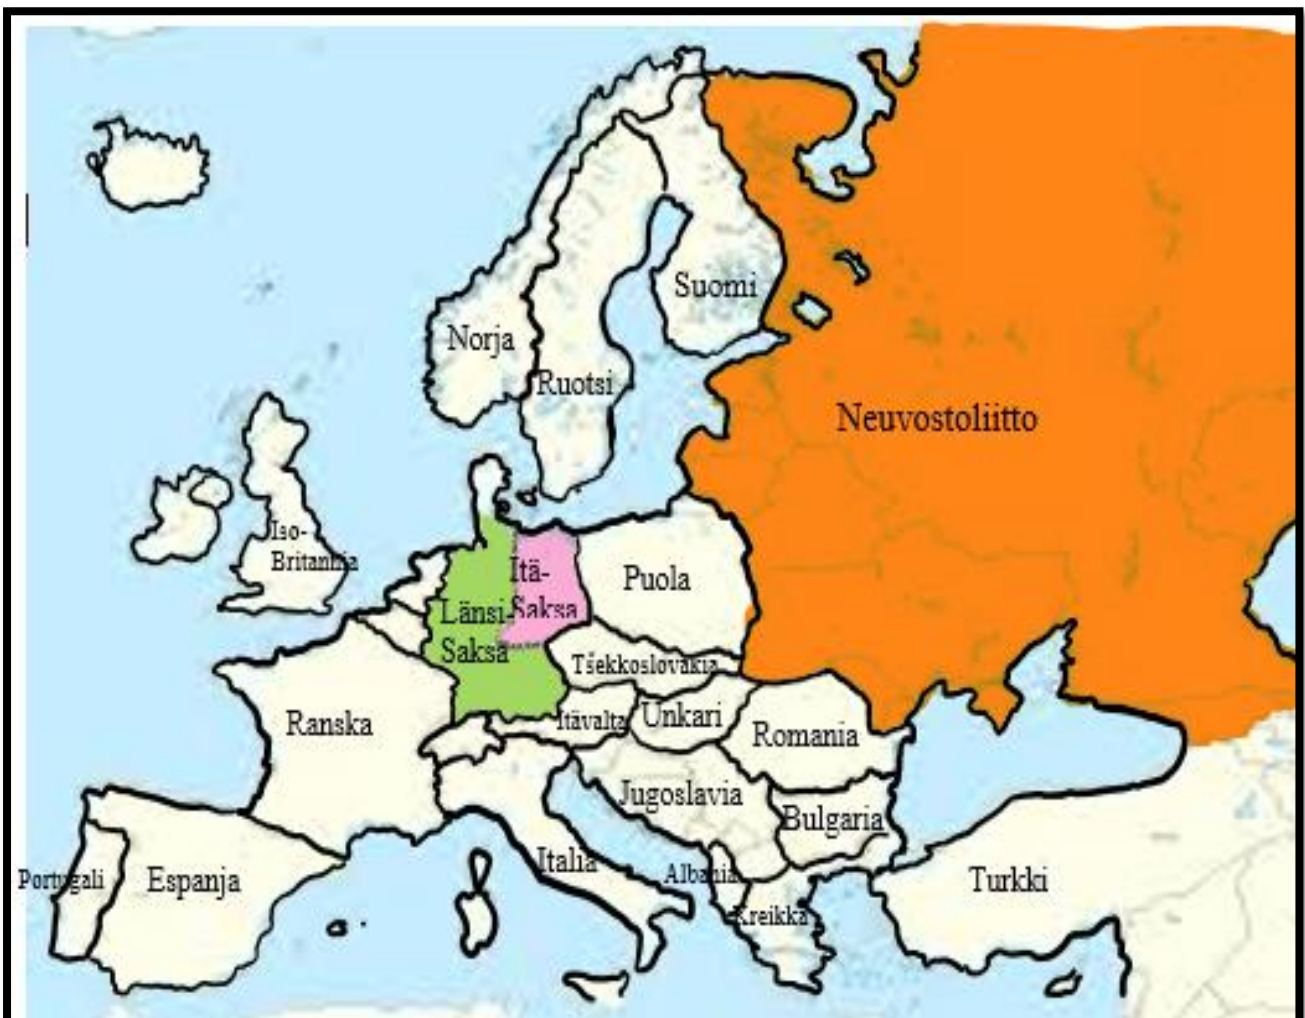 Suomi
Norja
Ruotsi
Neuvostoliitto
Iso-
Britannia
Itä-
Saksa
Puola
Länsi-
Saksa
Tšekkoslovakia
Ranska
Itävalta
Unkari
Romania
Jugoslavia
Bulgaria
Italia
Albania
Portugali
Espanja
Turkki
Kreikka